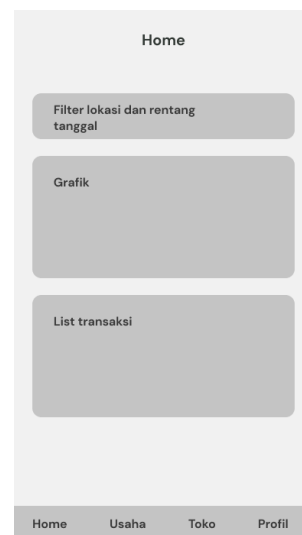 Home
Filter lokasi dan rentang
tanggal
Grafik
List transaksi
Home Usaha Toko Profil